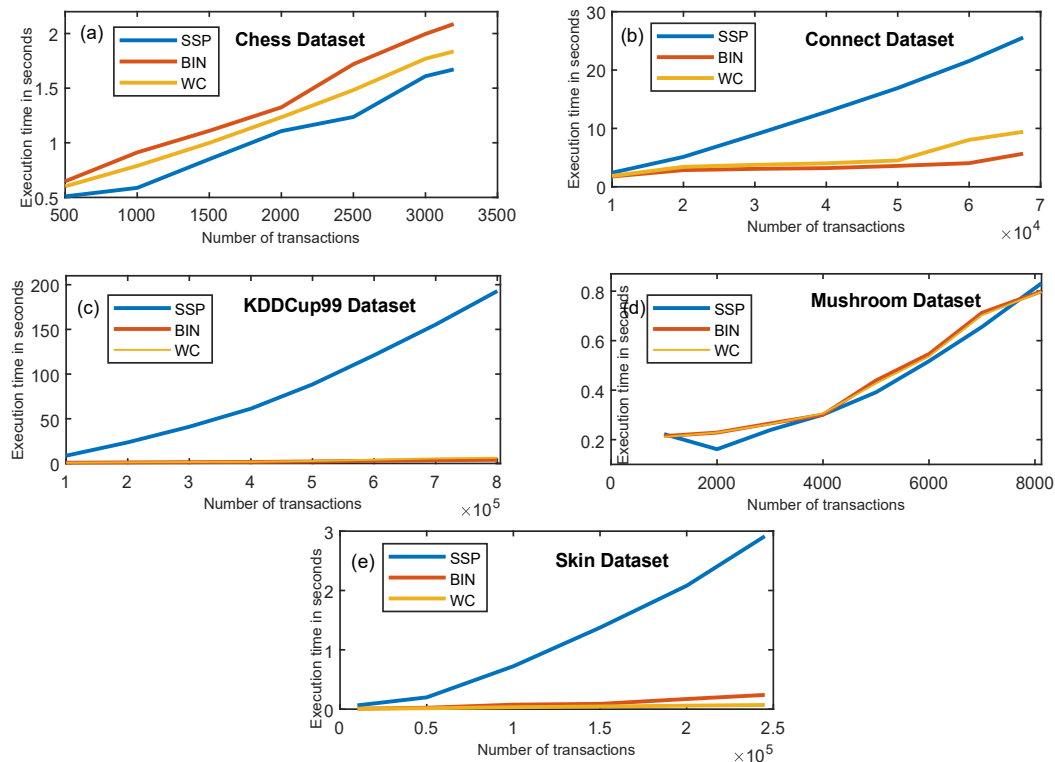 (a)
Chess Dataset
SSP
BIN
WC
Execution time in seconds
2
1.5
1
0.5
500 1000 1500 2000 2500 3000 3500
Number of transactions
(b)
Connect Dataset
SSP
BIN
WC
Execution time in seconds
30
20
10
0
1 2 3 4 5 6 7
×10^4
Number of transactions
(c)
KDDCup99 Dataset
SSP
BIN
WC
Execution time in seconds
200
150
100
50
0
1 2 3 4 5 6 7 8
×10^5
Number of transactions
(d)
Mushroom Dataset
SSP
BIN
WC
Execution time in seconds
0.8
0.6
0.4
0.2
0 2000 4000 6000 8000
Number of transactions
(e)
Skin Dataset
SSP
BIN
WC
Execution time in seconds
3
2
1
0
0 0.5 1 1.5 2 2.5
×10^5
Number of transactions